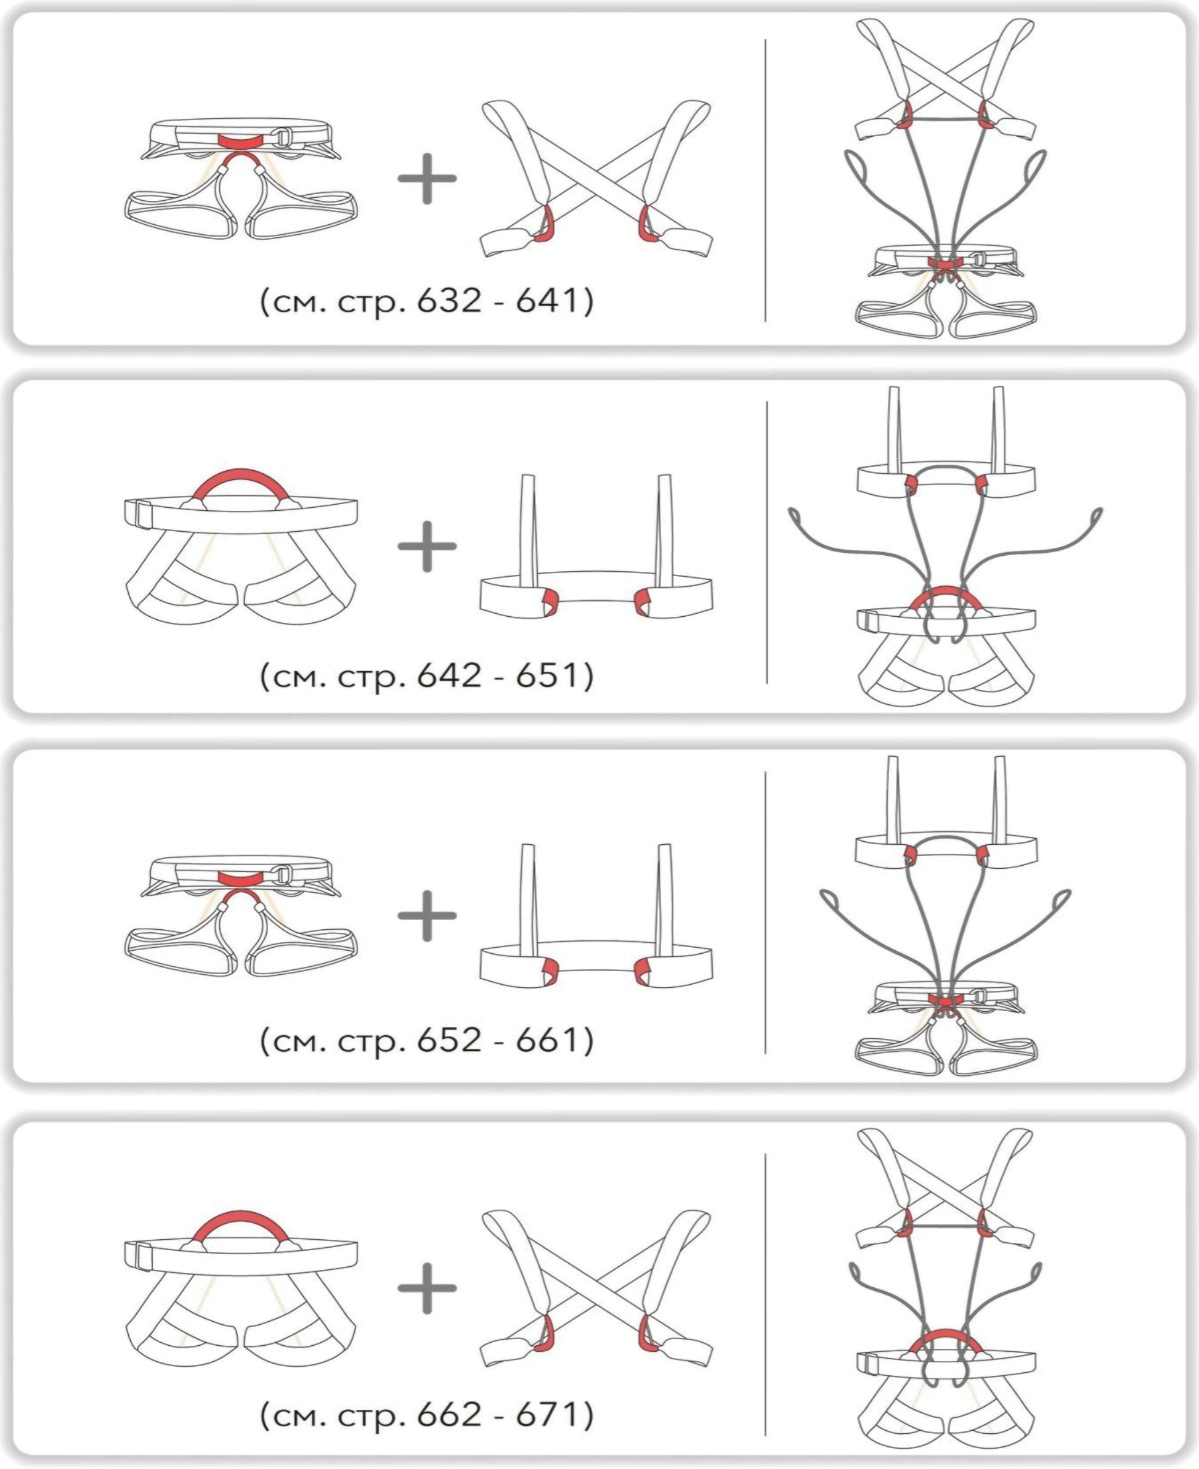 (см. стр. 632 - 641)
(см. стр. 642 - 651)
(см. стр. 652 - 661)
(см. стр. 662 - 671)